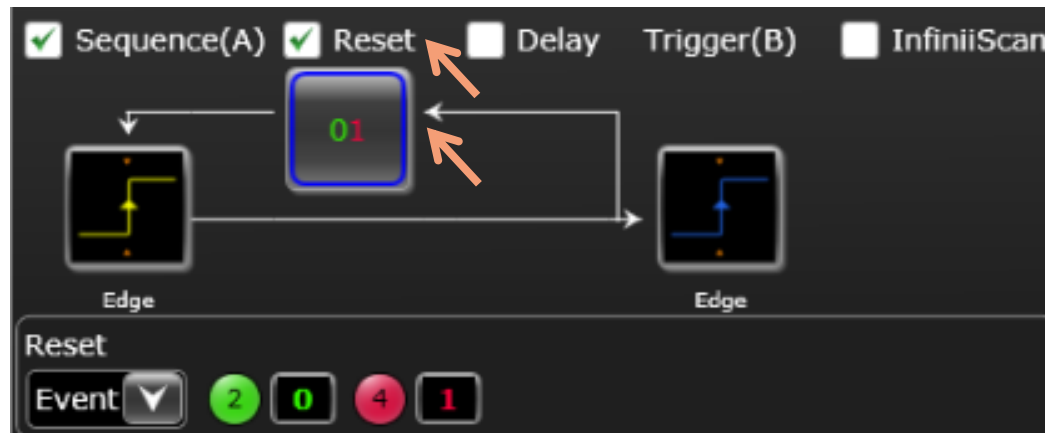 Sequence(A) Reset Delay Trigger(B) InfiniiScan
01
Edge Edge
Reset
Event 2 0 4 1